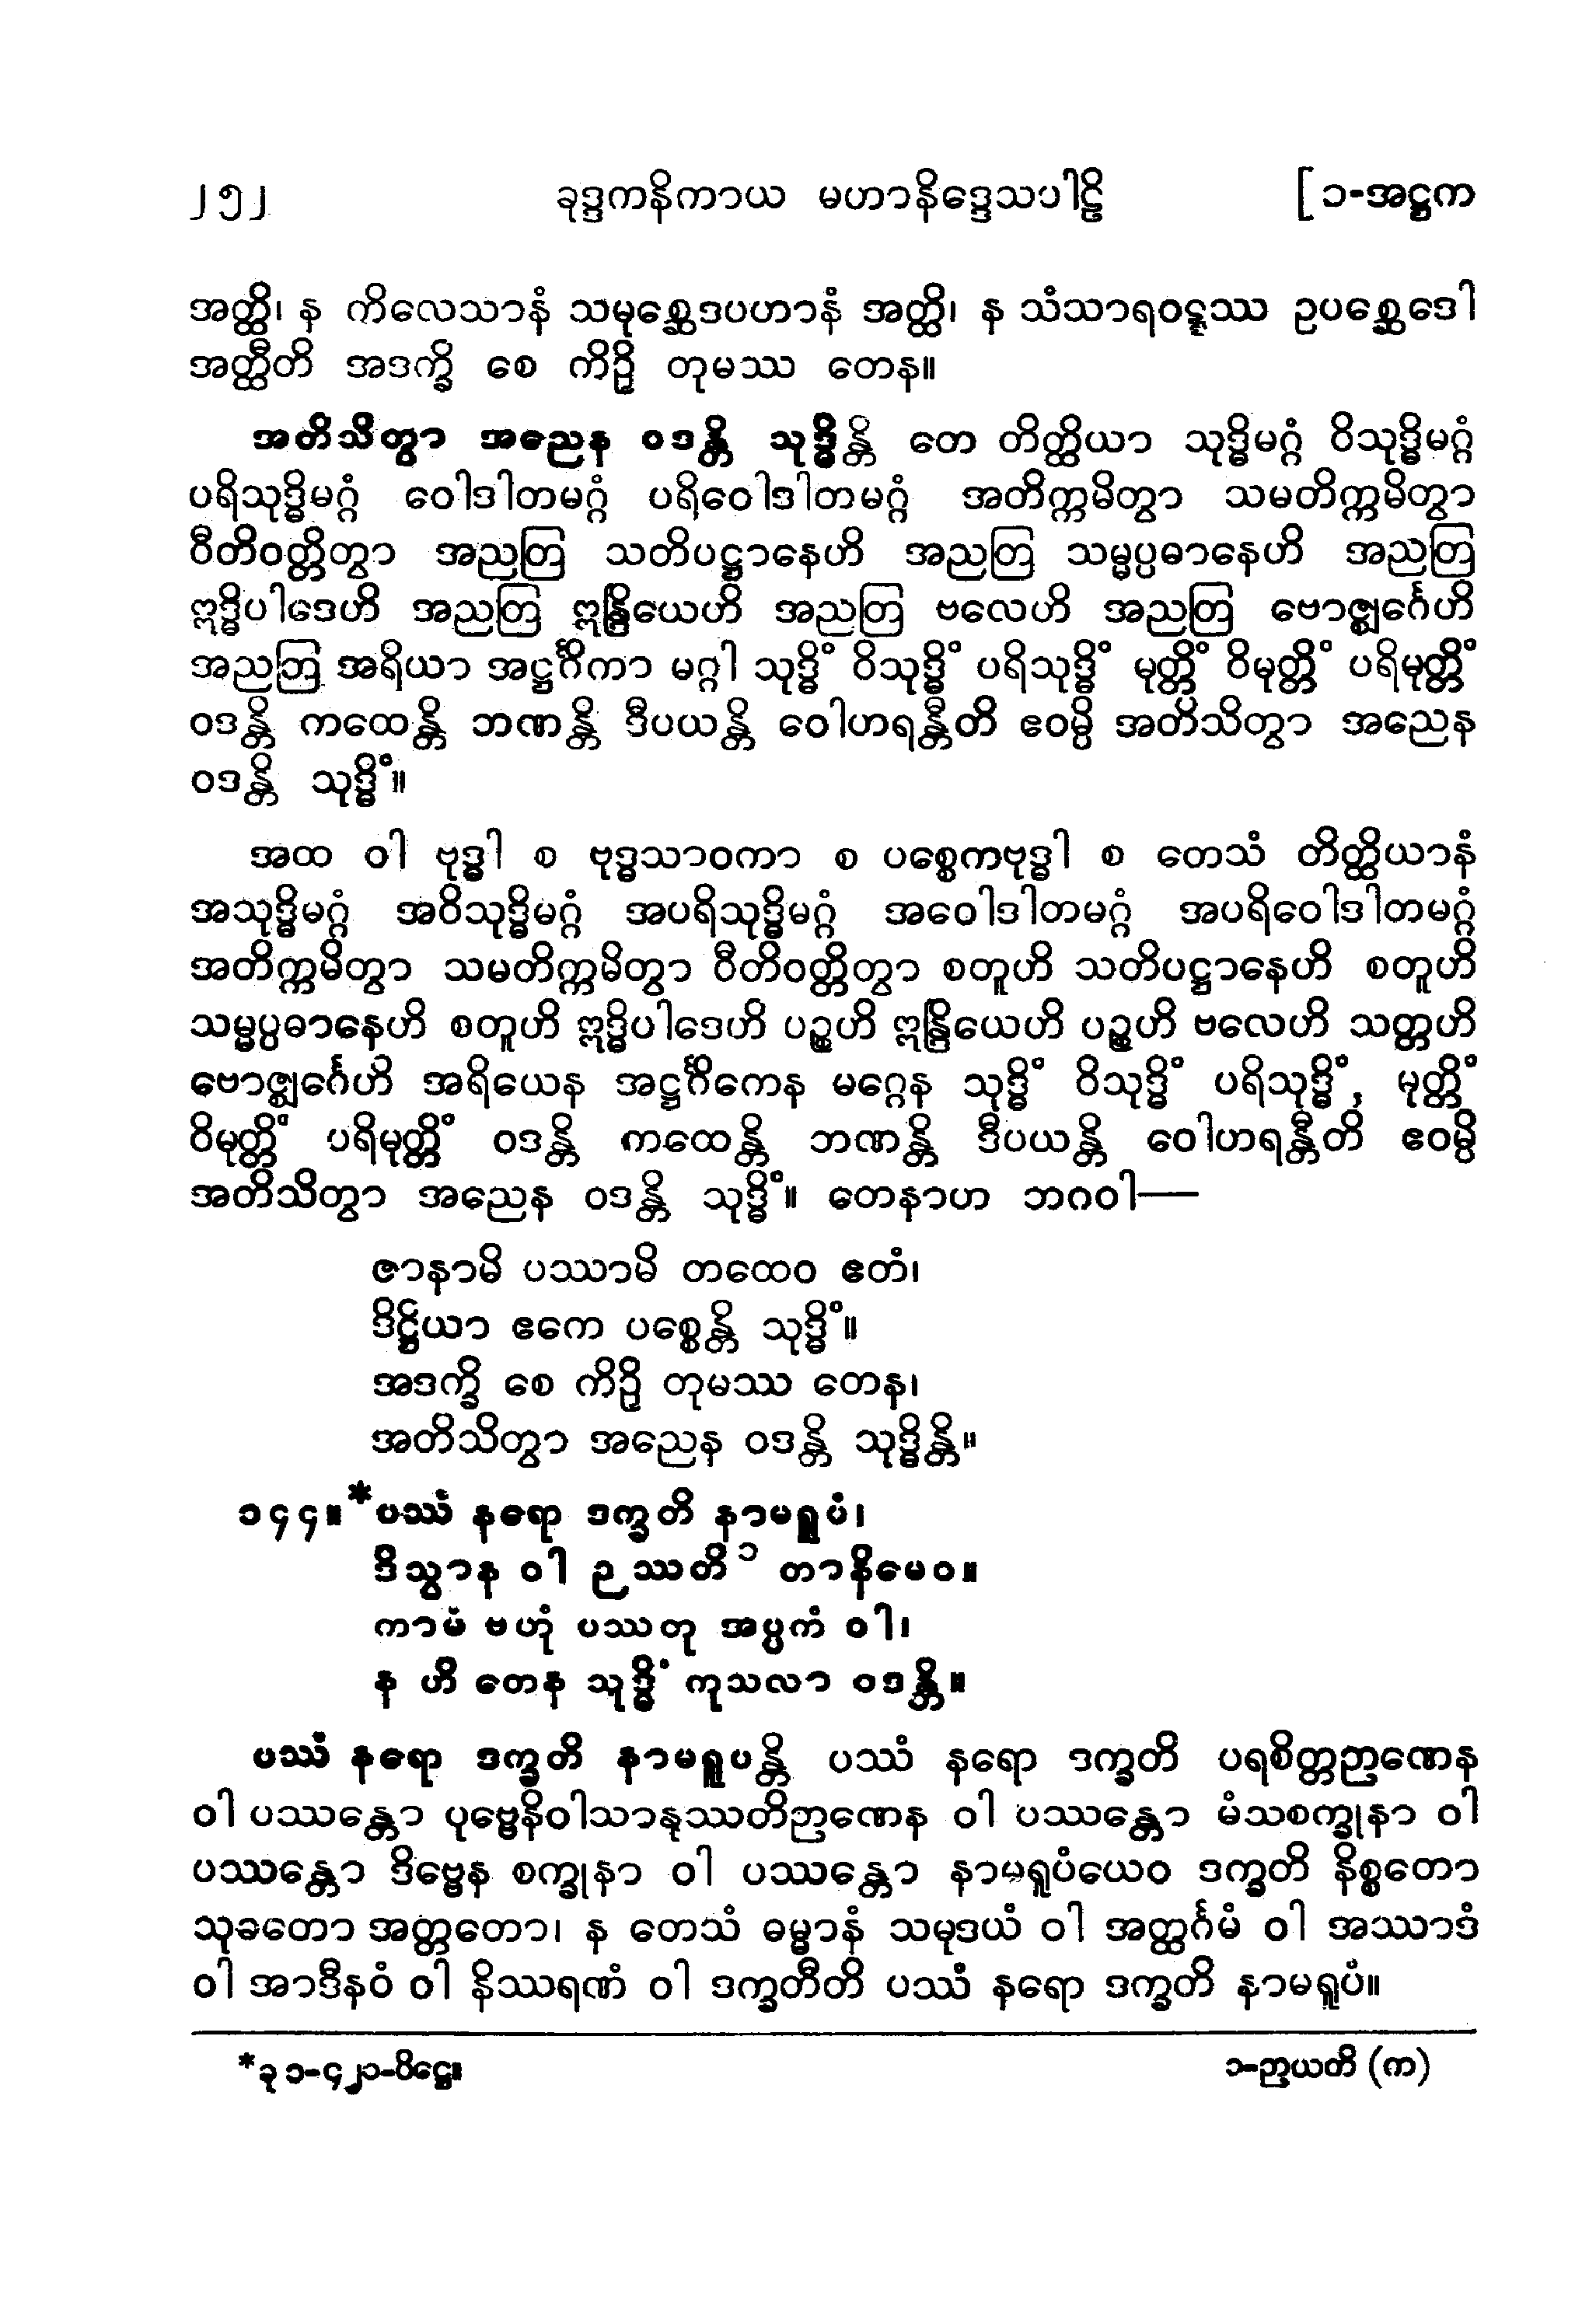 ၂၅၂ ခုဒ္ဒကနိကာယ မဟာနိဒ္ဒေသပါဠိ [ ၁-အဋ္ဌက
အတ္ထိ၊ န ကိလေသာနံ သမုစ္ဆေဒပဟာနံ အတ္ထိ၊ န သံသာရဝဋ္ဋဿ ဥပစ္ဆေဒေါ
အတ္ထီတိ အဒက္ခိ စေ ကိဉှိ တုမဿ တေန။
အတိသိတွာ အညေန ဝဒန္တိ သုဒ္ဓိန္တိ တေ တိတ္ထိယာ သုဒ္ဓိမဂ္ဂံ ဝိသုဒ္ဓိမဂ္ဂံ
ပရိသုဒ္ဓိမဂ္ဂံ ဝေါဒါတမဂ္ဂံ ပရိဝေါဒါတမဂ္ဂံ အတိက္ကမိတွာ သမတိက္ကမိတွာ
ဝီတိဝတ္တိတွာ အညတြ သတိပဋ္ဌာနေဟိ အညတြ သမ္မပ္ပဓာနေဟိ အညတြ
ဣဒ္ဓိပါဒေဟိ အညတြ ဣန္ဒြိယေဟိ အညတြ ဗလေဟိ အညတြ ဗောဇ္ဈင်္ဂေဟိ
အညတြ အရိယာ အဋ္ဌင်္ဂိကာ မဂ္ဂါ သုဒ္ဓိံ ဝိသုဒ္ဓိံ ပရိသုဒ္ဓိံ မုတ္တိံ ဝိမုတ္တိံ ပရိမုတ္တိံ
ဝဒန္တိ ကထေန္တိ ဘဏန္တိ ဒီပယန္တိ ဝေါဟရန္တီတိ ဧဝမ္ပိ အတိသိတွာ အညေန
ဝဒန္တိ သုဒ္ဓိံ။
အထ ဝါ ဗုဒ္ဓါ စ ဗုဒ္ဓသာဝကာ စ ပစ္စေကဗုဒ္ဓါ စ တေသံ တိတ္ထိယာနံ
အသုဒ္ဓိမဂ္ဂံ အဝိသုဒ္ဓိမဂ္ဂံ အပရိသုဒ္ဓိမဂ္ဂံ အဝေါဒါတမဂ္ဂံ အပရိဝေါဒါတမဂ္ဂံ
အတိက္ကမိတွာ သမတိက္ကမိတွာ ဝီတိဝတ္တိတွာ စတူဟိ သတိပဋ္ဌာနေဟိ စတူဟိ
သမ္မပ္ပဓာနေဟိ စတူဟိ ဣဒ္ဓိပါဒေဟိ ပဉ္စဟိ ဣန္ဒြိယေဟိ ပဉ္စဟိ ဗလေဟိ သတ္တဟိ
ဗောဇ္ဈင်္ဂေဟိ အရိယေန အဋ္ဌင်္ဂိကေန မဂ္ဂေန သုဒ္ဓိံ ဝိသုဒ္ဓိံ ပရိသုဒ္ဓိံ, မုတ္တိံ
ဝိမုတ္တိံ ပရိမုတ္တိံ ဝဒန္တိ ကထေန္တိ ဘဏန္တိ ဒီပယန္တိ ဝေါဟရန္တီတိ ဧဝမ္ပိ
အတိသိတွာ အညေန ဝဒန္တိ သုဒ္ဓိံ။ တေနာဟ ဘဂဝါ—
ဇာနာမိ ပဿာမိ တထေဝ ဧတံ၊
ဒိဋ္ဌိယာ ဧကေ ပစ္စေန္တိ သုဒ္ဓိံ။
အဒက္ခိ စေ ကိဉှိ တုမဿ တေန၊
အတိသိတွာ အညေန ဝဒန္တိ သုဒ္ဓိန္တိ။
၁၄၄။*ပဿံ နရော ဒက္ခတိ နာမရူပံ၊
ဒိသွာန ဝါ ဉဿတိ ၁ တာနိမေဝ။
ကာမံ ဗဟုံ ပဿတု အပ္ပကံ ဝါ၊
န ဟိ တေန သုဒ္ဓိံ ကုသလာ ဝဒန္တိ။
ပဿံ နရော ဒက္ခတိ နာမရူပန္တိ ပဿံ နရော ဒက္ခတိ ပရစိတ္တဉာဏေန
ဝါ ပဿန္တော ပုဗ္ဗေနိဝါသာနုဿတိဉာဏေန ဝါ ပဿန္တော မံသစက္ခုနာ ဝါ
ပဿန္တော ဒိဗ္ဗေန စက္ခုနာ ဝါ ပဿန္တော နာမရူပံယေဝ ဒက္ခတိ နိစ္စတော
သုခတော အတ္တတော၊ န တေသံ ဓမ္မာနံ သမုဒယံ ဝါ အတ္ထင်္ဂမံ ဝါ အဿာဒံ
ဝါ အာဒီနဝံ ဝါ နိဿရဏံ ဝါ ဒက္ခတီတိ ပဿံ နရော ဒက္ခတိ နာမရူပံ။
*ခု ၁-၄၂၁-ပိဋ္ဌေ။ ၁-ဉာယတိ (က)